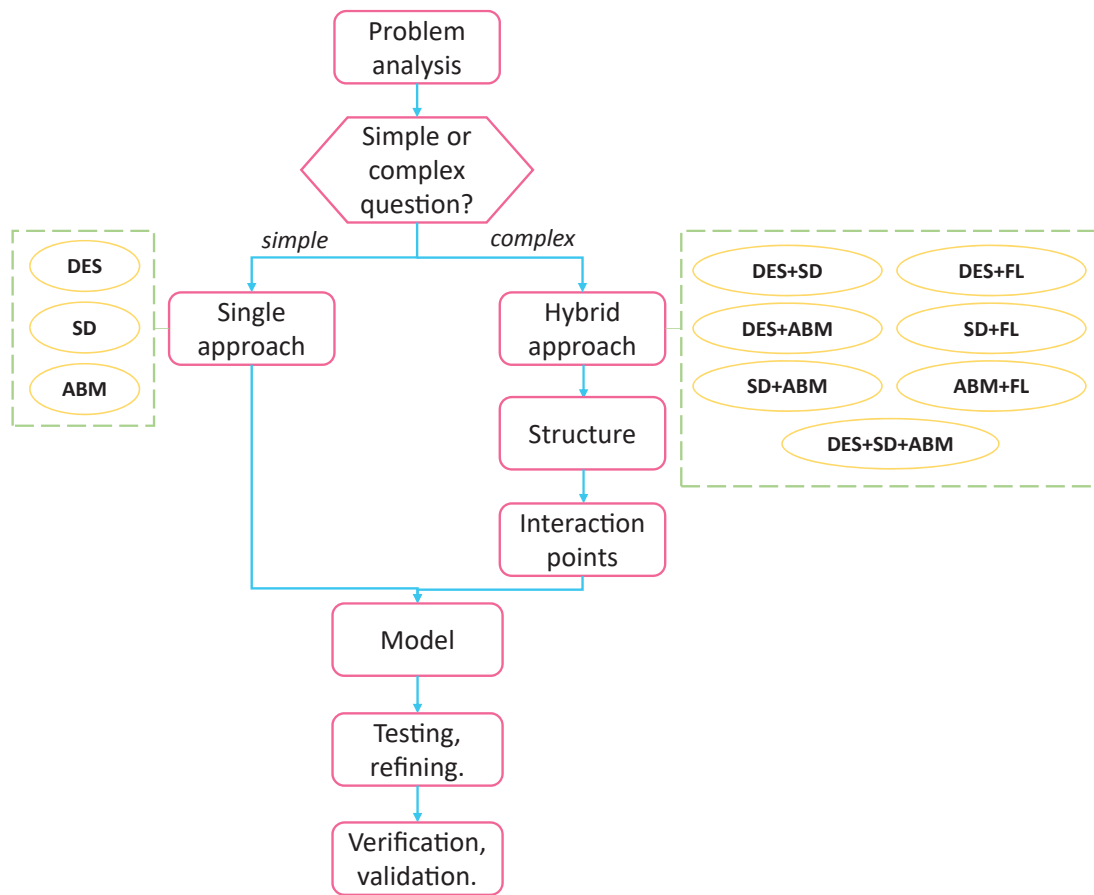 Problem
analysis
Simple or
complex
question?
simple
complex
DES
SD
ABM
Single
approach
Hybrid
approach
DES+SD
DES+FL
DES+ABM
SD+FL
SD+ABM
ABM+FL
DES+SD+ABM
Structure
Interaction
points
Model
Testing,
refining.
Verification,
validation.